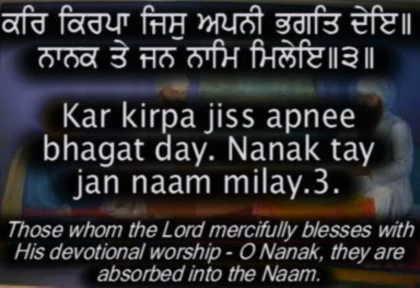 ਕਰਿ ਕਿਰਪਾ ਜਿਸੁ ਅਪਨੀ ਭਗਤਿ ਦੇਇ॥
ਨਾਨਕ ਤੇ ਜਨ ਨਾਮਿ ਮਿਲੇਇ॥੩॥
Kar kirpa jiss apnee
bhagat day. Nanak tay
jan naam milay.3.
Those whom the Lord mercifully blesses with
His devotional worship - O Nanak, they are
absorbed into the Naam.